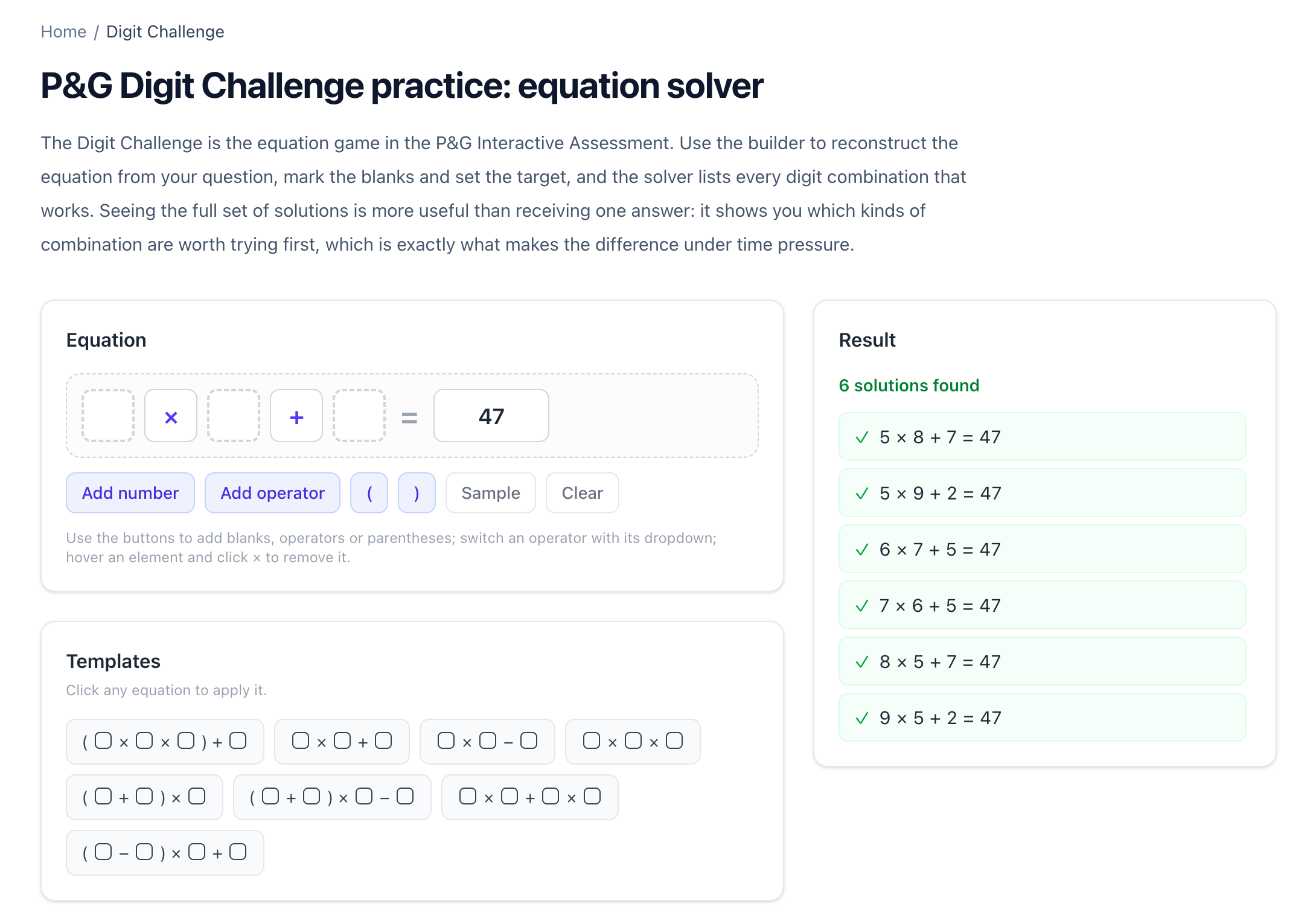 Home / Digit Challenge
P&G Digit Challenge practice: equation solver
The Digit Challenge is the equation game in the P&G Interactive Assessment. Use the builder to reconstruct the
equation from your question, mark the blanks and set the target, and the solver lists every digit combination that
works. Seeing the full set of solutions is more useful than receiving one answer: it shows you which kinds of
combination are worth trying first, which is exactly what makes the difference under time pressure.
Equation
× + = 47
Add number Add operator ( ) Sample Clear
Use the buttons to add blanks, operators or parentheses; switch an operator with its dropdown;
hover an element and click × to remove it.
Templates
Click any equation to apply it.
( ▢ × ▢ × ▢ ) + ▢ ▢ × ▢ + ▢ ▢ × ▢ − ▢ ▢ × ▢ × ▢
( ▢ + ▢ ) × ▢ ( ▢ + ▢ ) × ▢ − ▢ ▢ × ▢ + ▢ × ▢
( ▢ − ▢ ) × ▢ + ▢
Result
6 solutions found
✓ 5 × 8 + 7 = 47
✓ 5 × 9 + 2 = 47
✓ 6 × 7 + 5 = 47
✓ 7 × 6 + 5 = 47
✓ 8 × 5 + 7 = 47
✓ 9 × 5 + 2 = 47